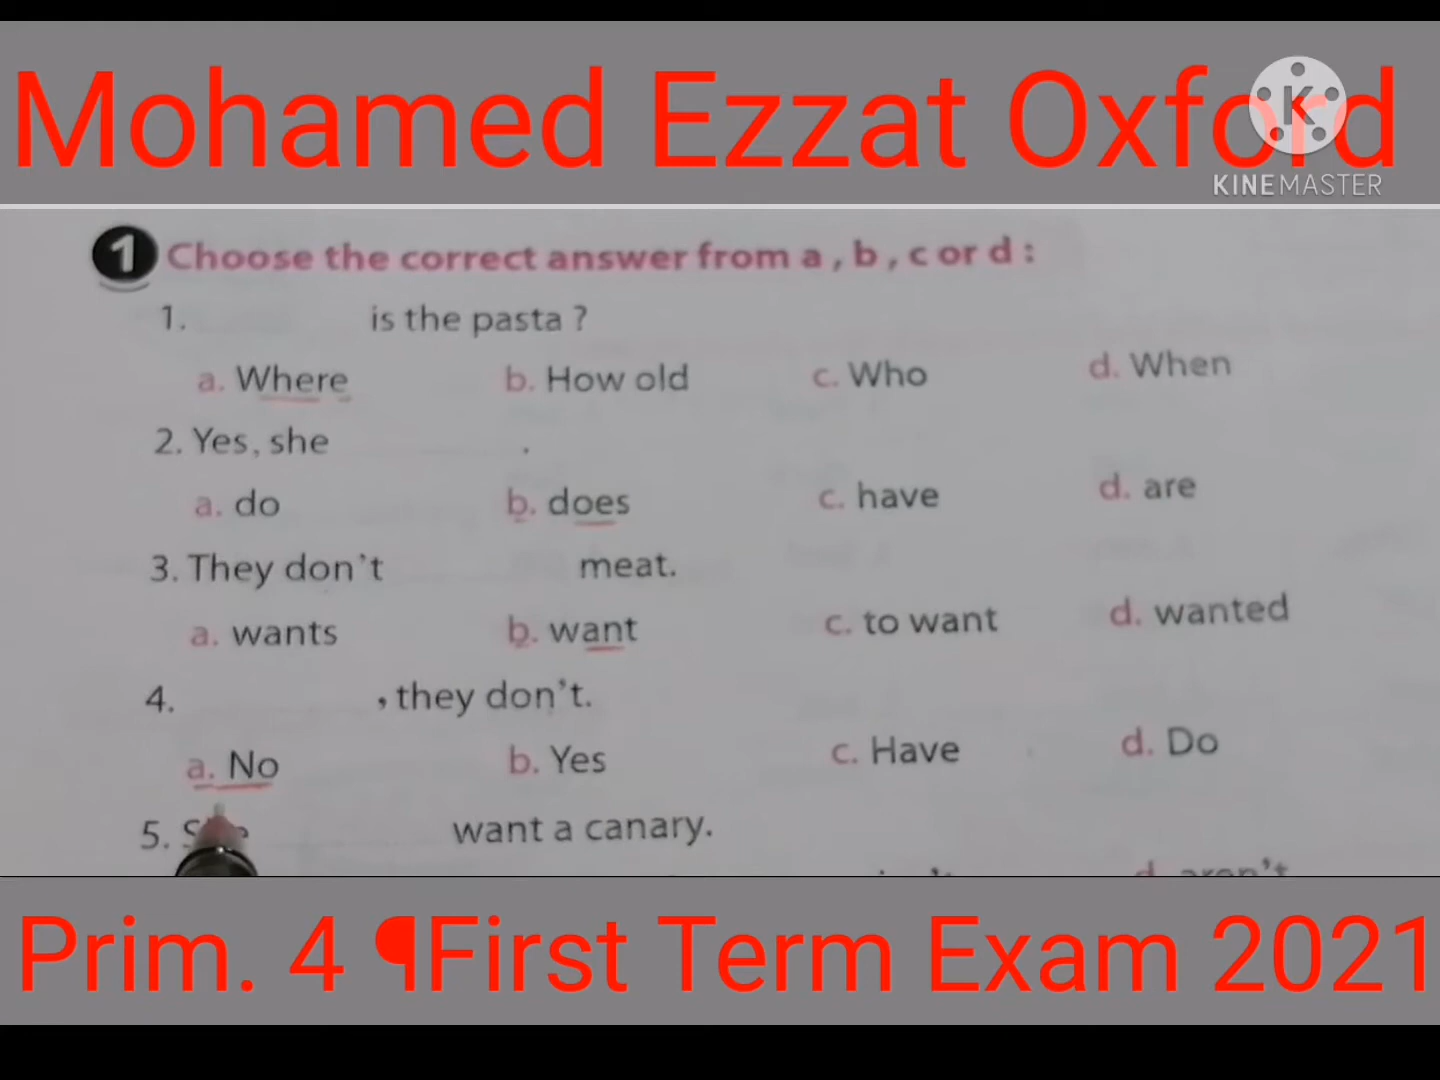 Mohamed Ezzat Oxford
K
KINEMASTER
1 Choose the correct answer from a , b , c or d :
1. is the pasta ?
a. Where b. How old c. Who d. When
2. Yes, she .
a. do b. does c. have d. are
3. They don't meat.
a. wants b. want c. to want d. wanted
4. , they don't.
a. No b. Yes c. Have d. Do
5. want a canary.
d. aren't
Prim. 4 ¶First Term Exam 2021